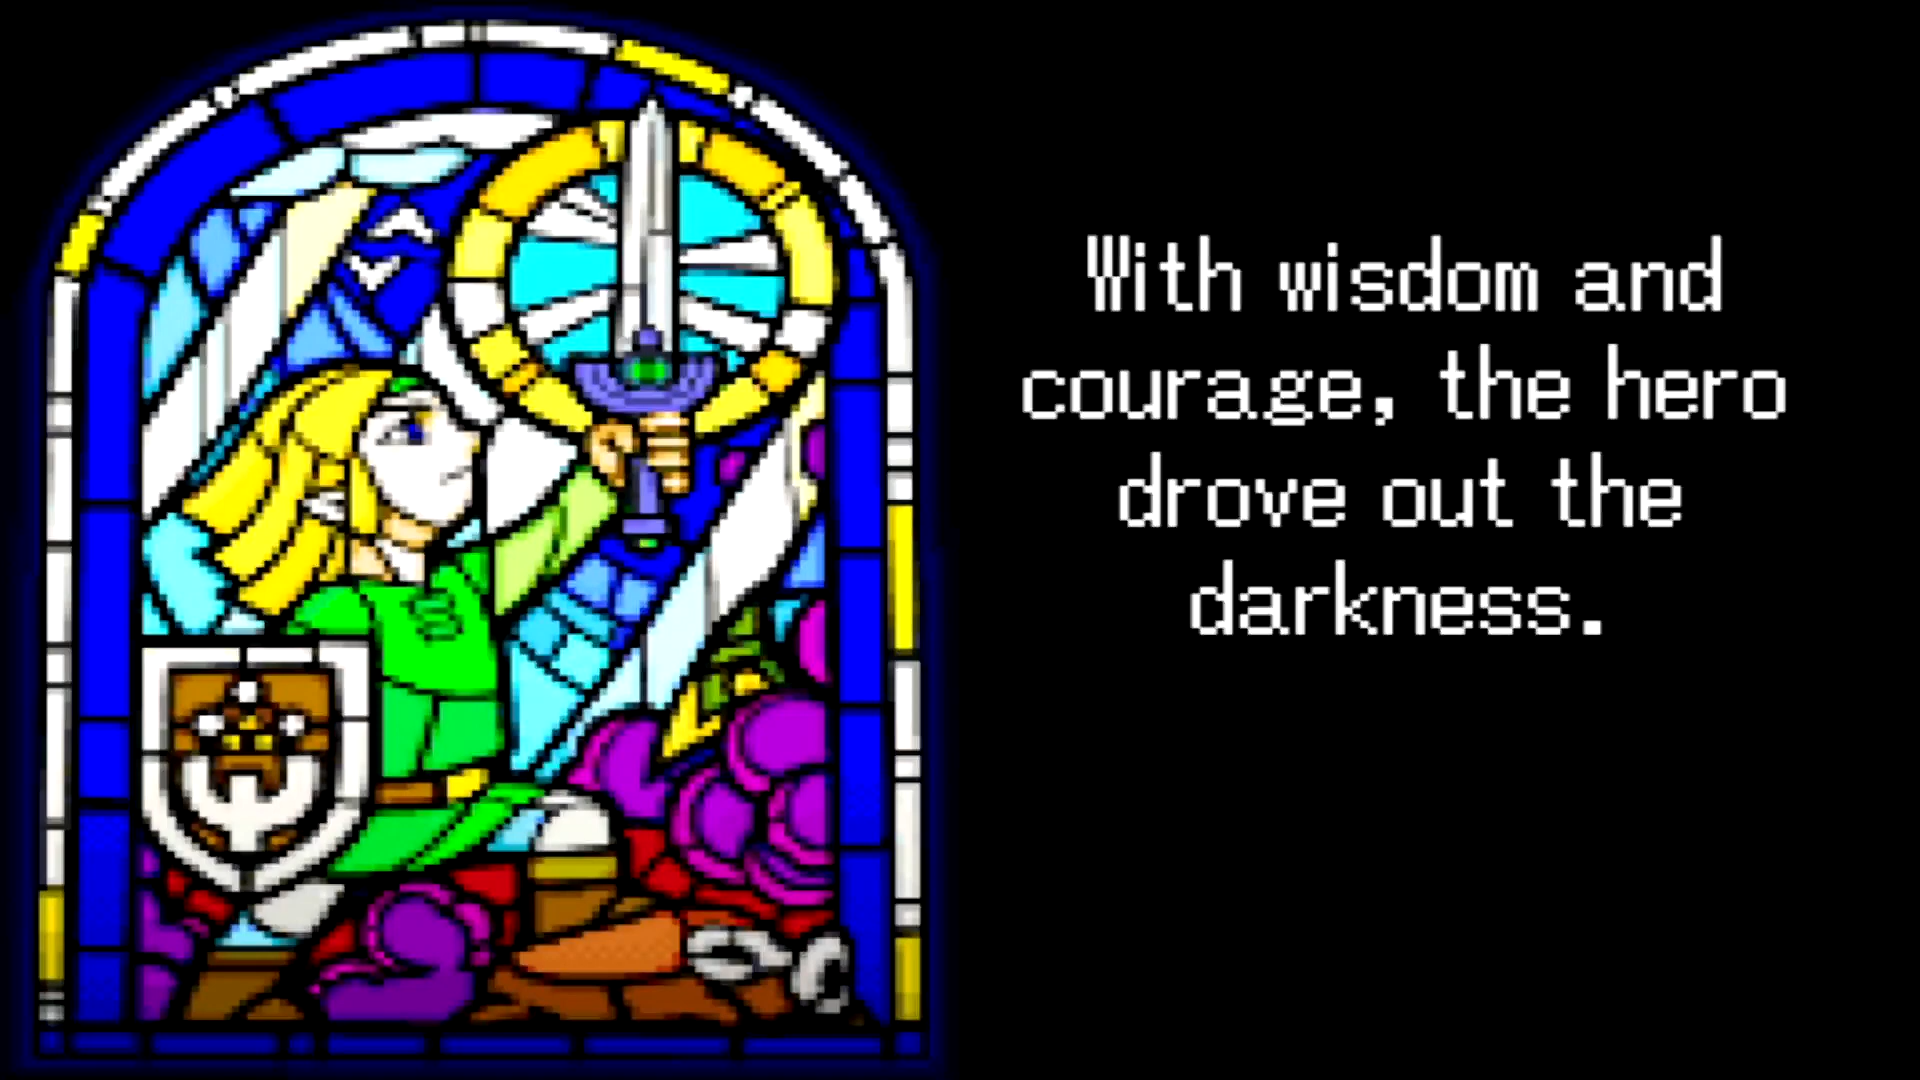 With wisdom and
courage, the hero
drove out the
darkness.